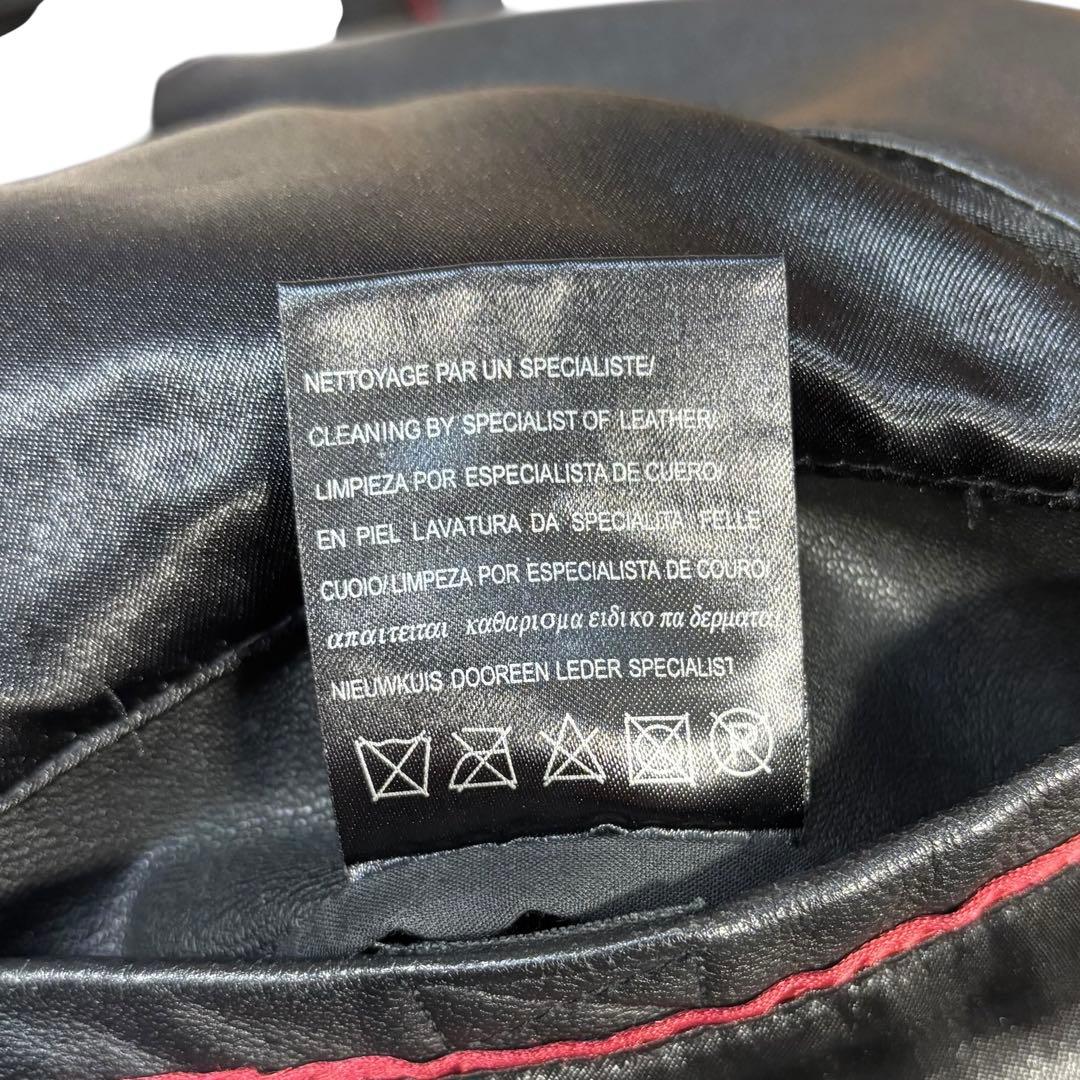 NETTOYAGE PAR UN SPECIALISTE/
CLEANING BY SPECIALIST OF LEATHER/
LIMPIEZA POR ESPECIALISTA DE CUERO/
EN PIEL LAVATURA DA SPECIALITA FELLE
CUOIO/LIMPEZA POR ESPECIALISTA DE COURO/
απαιτειται καθαρισμα ειδικο πα δερματα/
NIEUWKUIS DOOREEN LEDER SPECIALIST
R